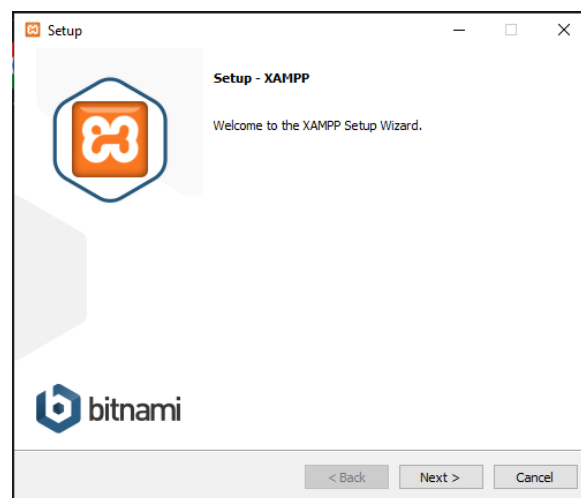 Setup
Setup - XAMPP
Welcome to the XAMPP Setup Wizard.
bitnami
< Back
Next >
Cancel